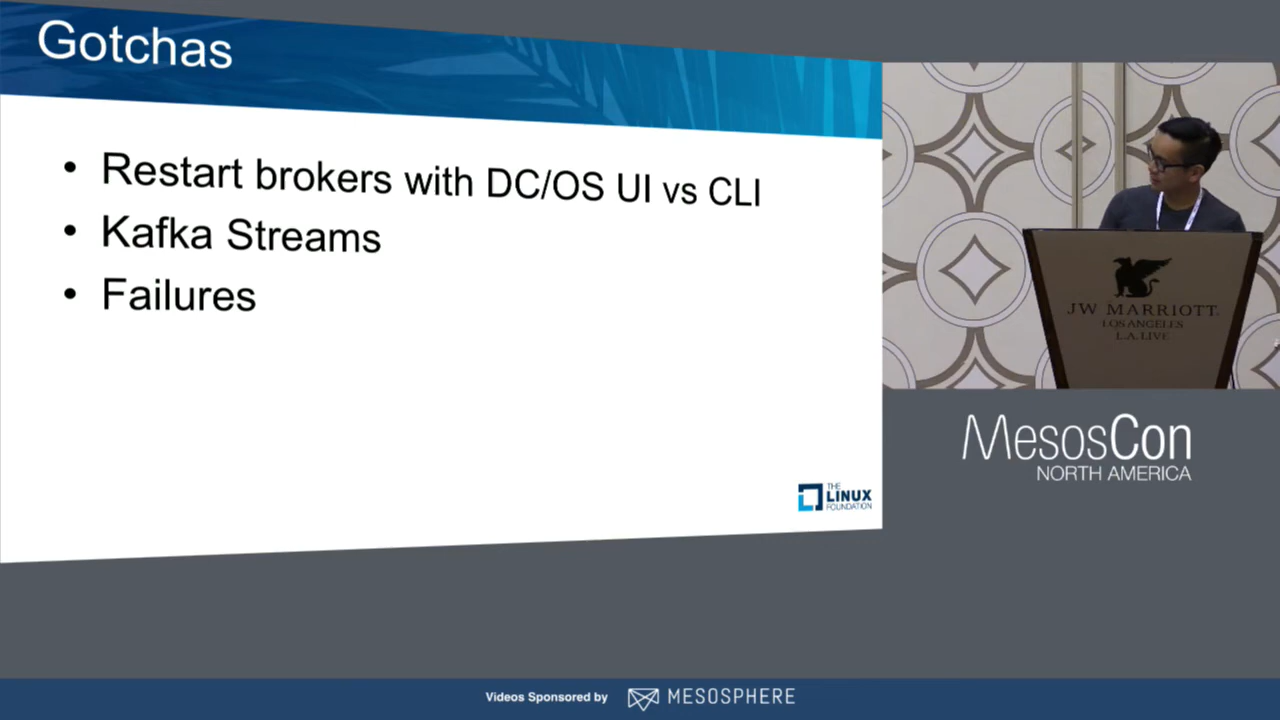 Gotchas
• Restart brokers with DC/OS UI vs CLI
• Kafka Streams
• Failures
THE
LINUX
FOUNDATION
JW MARRIOTT
LOS ANGELES
L.A. LIVE
MesosCon
NORTH AMERICA
Videos Sponsored by MESOSPHERE